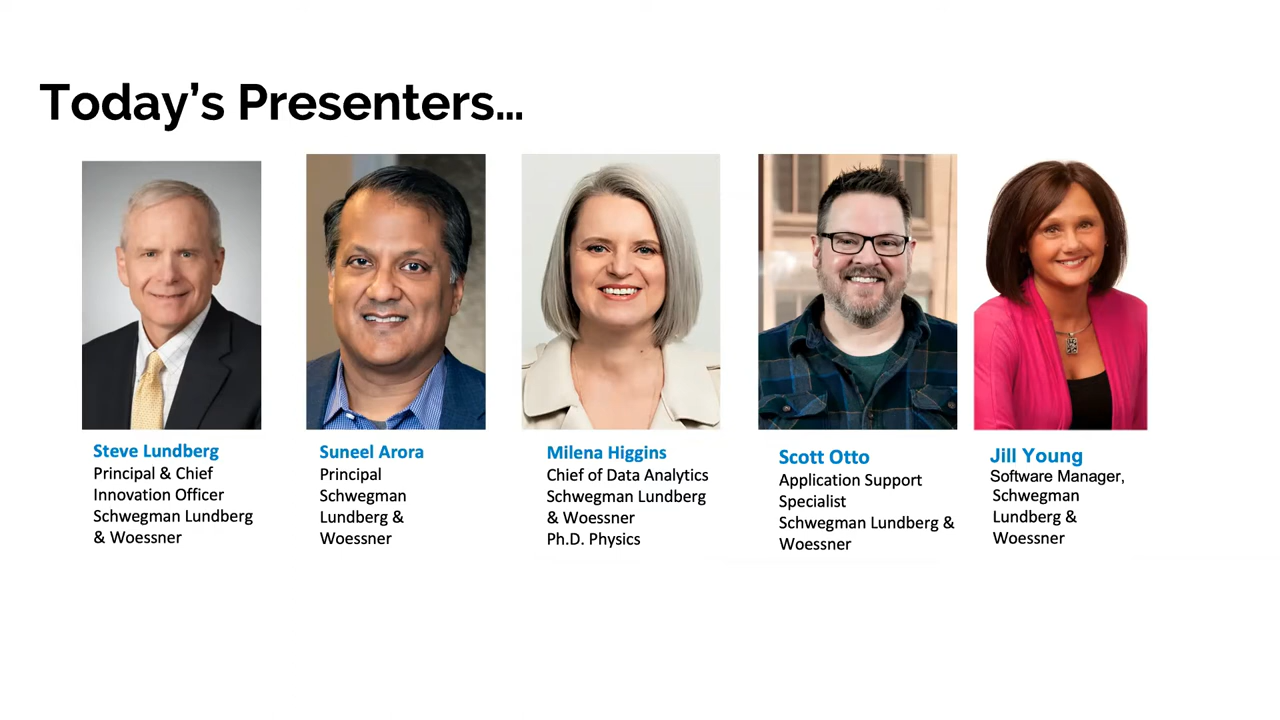 Today’s Presenters…
Steve Lundberg
Principal & Chief
Innovation Officer
Schwegman Lundberg
& Woessner
Suneel Arora
Principal
Schwegman
Lundberg &
Woessner
Milena Higgins
Chief of Data Analytics
Schwegman Lundberg
& Woessner
Ph.D. Physics
Scott Otto
Application Support
Specialist
Schwegman Lundberg &
Woessner
Jill Young
Software Manager,
Schwegman
Lundberg &
Woessner